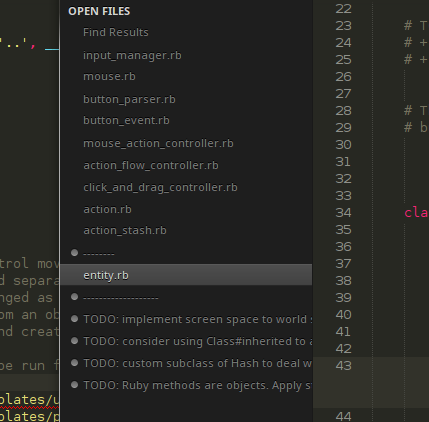 OPEN FILES
Find Results
input_manager.rb
mouse.rb
button_parser.rb
button_event.rb
mouse_action_controller.rb
action_flow_controller.rb
click_and_drag_controller.rb
action.rb
action_stash.rb
--------
entity.rb
-------------------
TODO: implement screen space to world s
TODO: consider using Class#inherited to a
TODO: custom subclass of Hash to deal w
TODO: Ruby methods are objects. Apply s
'..', __
trol mov
d separa
nged as
om an ob
nd creat
be run f
plates/u
plates/p
22
23 # T
24 # +
25 # +
26
27
28 # T
29 # b
30
31
32
33
34 cla
35
36
37
38
39
40
41
42
43
44